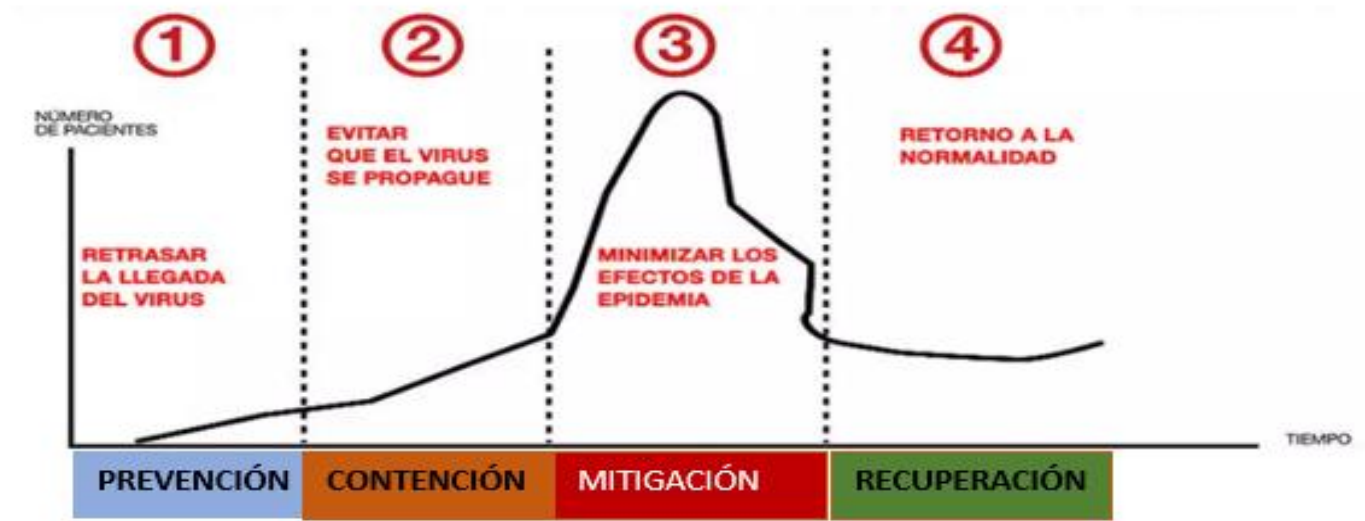 1
2
3
4
NÚMERO
DE PACIENTES
EVITAR
QUE EL VIRUS
SE PROPAGUE
RETORNO A LA
NORMALIDAD
RETRASAR
LA LLEGADA
DEL VIRUS
MINIMIZAR LOS
EFECTOS DE LA
EPIDEMIA
TIEMPO
PREVENCIÓN
CONTENCIÓN
MITIGACIÓN
RECUPERACIÓN